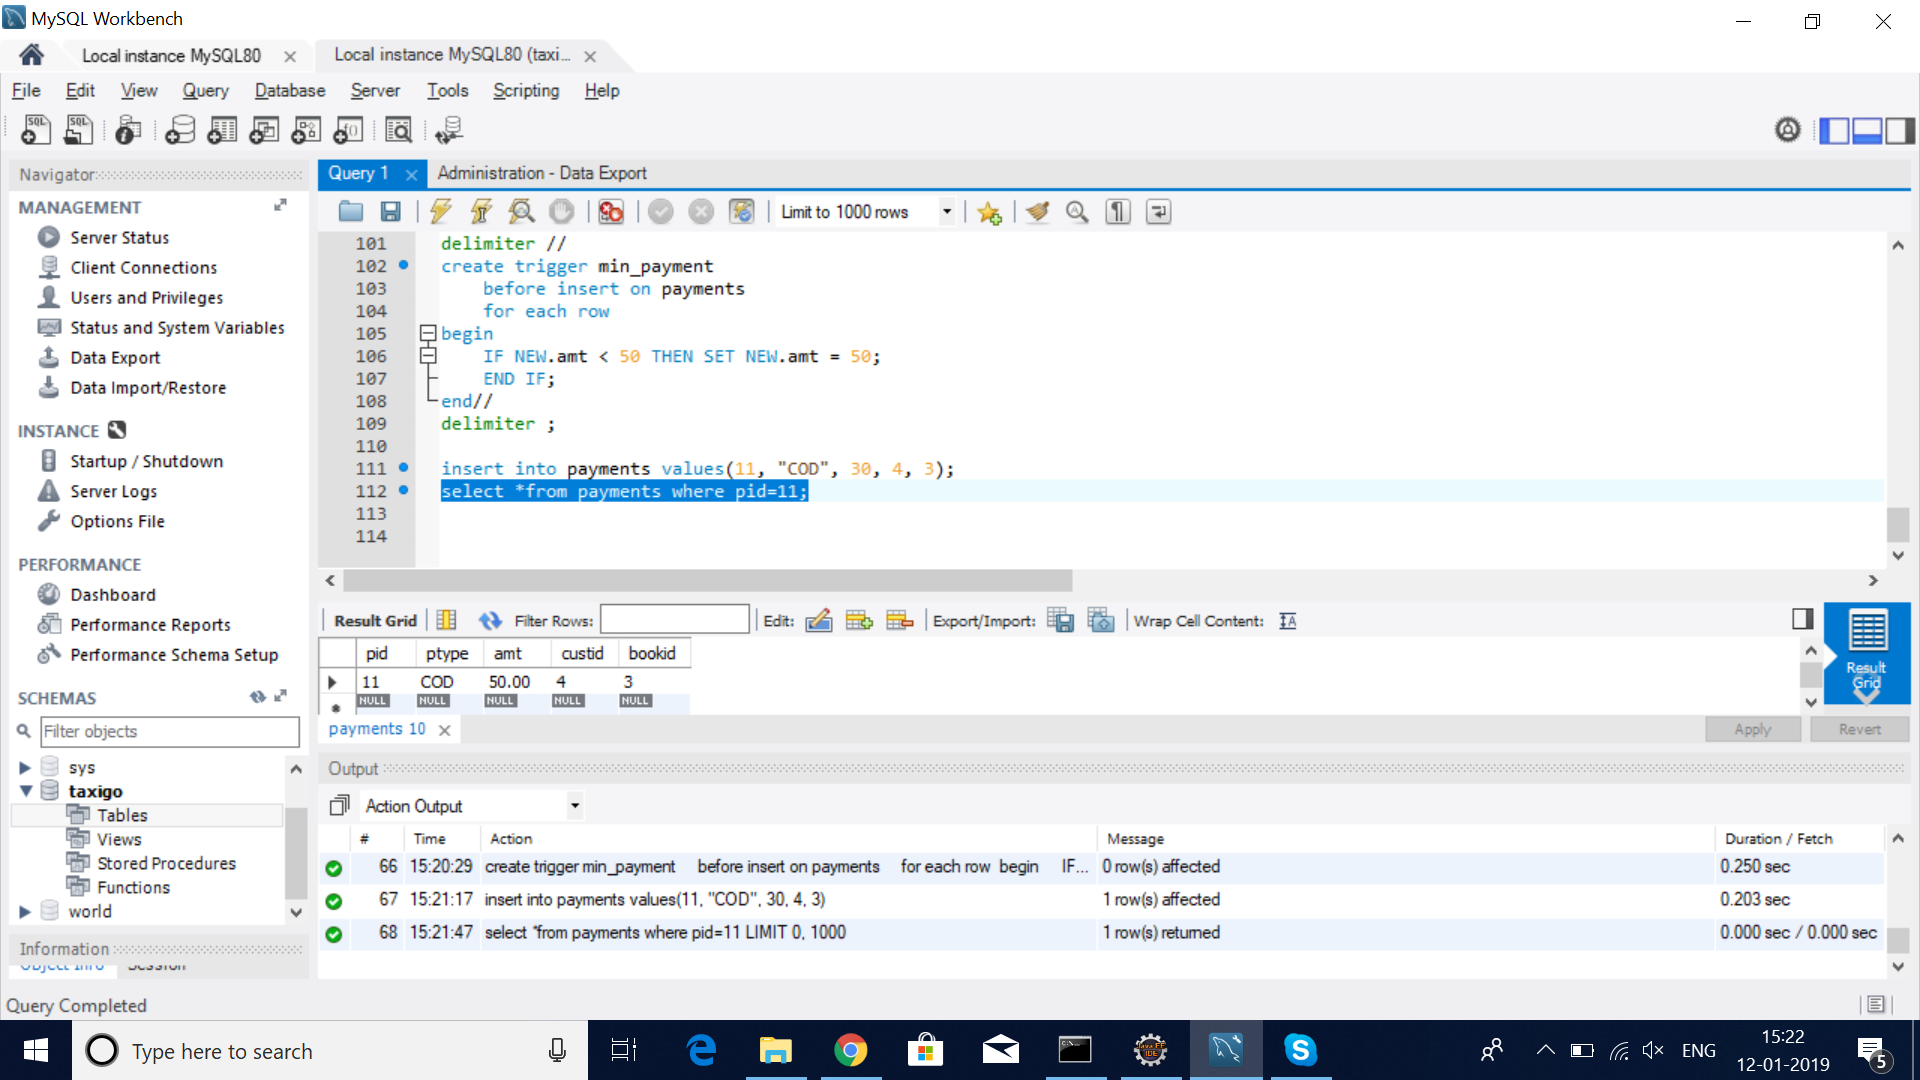 MySQL Workbench
Local instance MySQL80
Local instance MySQL80 (taxi...
File Edit View Query Database Server Tools Scripting Help
Navigator
MANAGEMENT
Server Status
Client Connections
Users and Privileges
Status and System Variables
Data Export
Data Import/Restore
INSTANCE
Startup / Shutdown
Server Logs
Options File
PERFORMANCE
Dashboard
Performance Reports
Performance Schema Setup
SCHEMAS
Filter objects
sys
taxigo
Tables
Views
Stored Procedures
Functions
world
Information
Object Info Session
Query 1
Administration - Data Export
Limit to 1000 rows
101 delimiter //
102 create trigger min_payment
103 before insert on payments
104 for each row
105 begin
106 IF NEW.amt < 50 THEN SET NEW.amt = 50;
107 END IF;
108 end//
109 delimiter ;
110
111 insert into payments values(11, "COD", 30, 4, 3);
112 select *from payments where pid=11;
113
114
Result Grid Filter Rows: Edit: Export/Import: Wrap Cell Content:
pid ptype amt custid bookid
11 COD 50.00 4 3
NULL NULL NULL NULL NULL
Result Grid
payments 10
Apply Revert
Output
Action Output
# Time Action Message Duration / Fetch
66 15:20:29 create trigger min_payment before insert on payments for each row begin IF... 0 row(s) affected 0.250 sec
67 15:21:17 insert into payments values(11, "COD", 30, 4, 3) 1 row(s) affected 0.203 sec
68 15:21:47 select *from payments where pid=11 LIMIT 0, 1000 1 row(s) returned 0.000 sec / 0.000 sec
Query Completed
Type here to search
ENG
15:22
12-01-2019
5